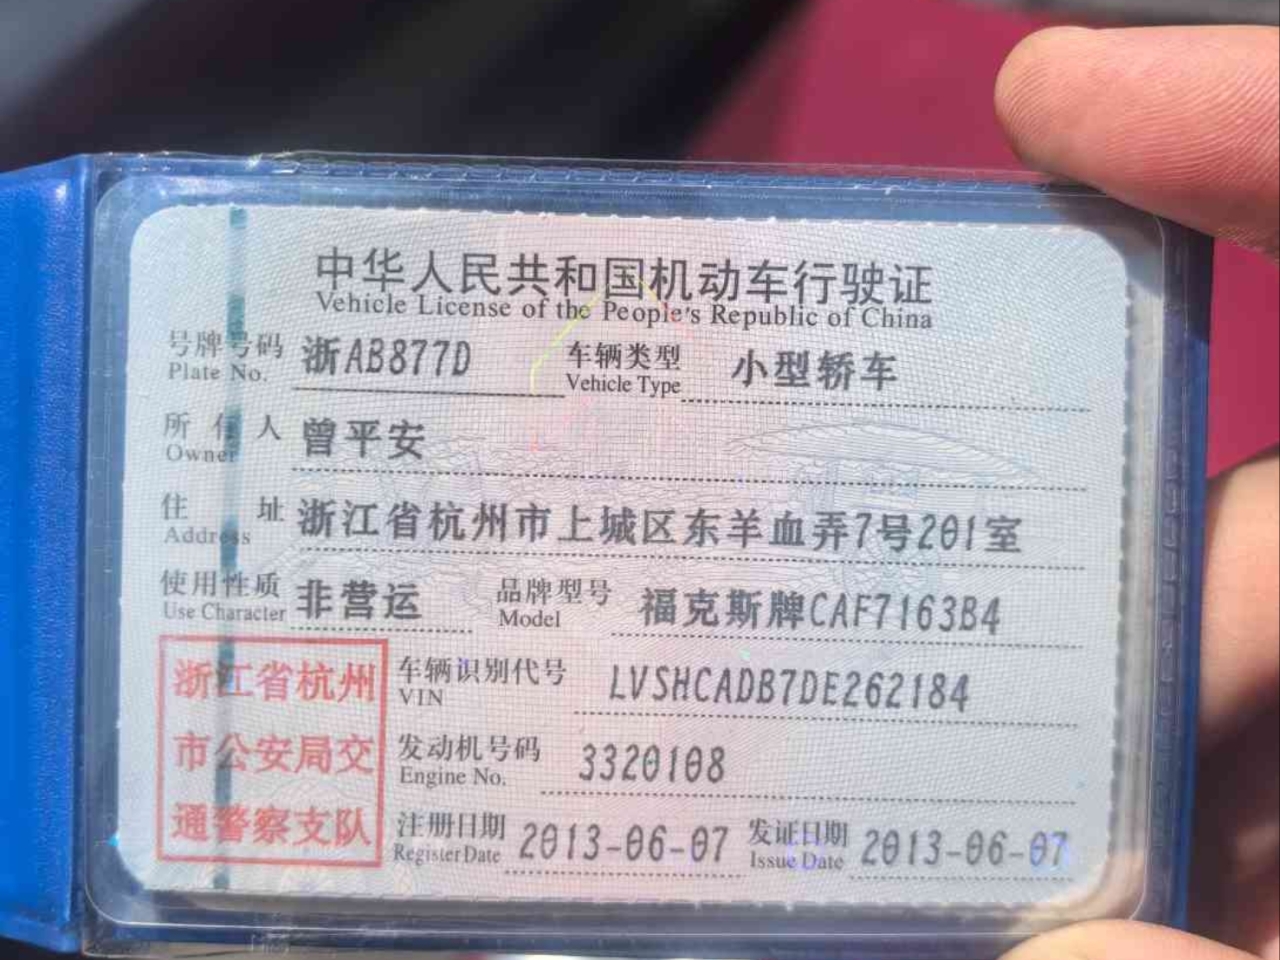 中华人民共和国机动车行驶证
Vehicle License of the People's Republic of China
号牌号码 浙AB877D 车辆类型 小型轿车
Plate No. Vehicle Type
所有人 曾平安
Owner
住址 浙江省杭州市上城区东羊血弄7号201室
Address
使用性质 非营运 品牌型号 福克斯牌CAF7163B4
Use Character Model
浙江省杭州
市公安局交
通警察支队
车辆识别代号 LVSHCADB7DE262184
VIN
发动机号码 3320108
Engine No.
注册日期 2013-06-07 发证日期 2013-06-07
Register Date Issue Date